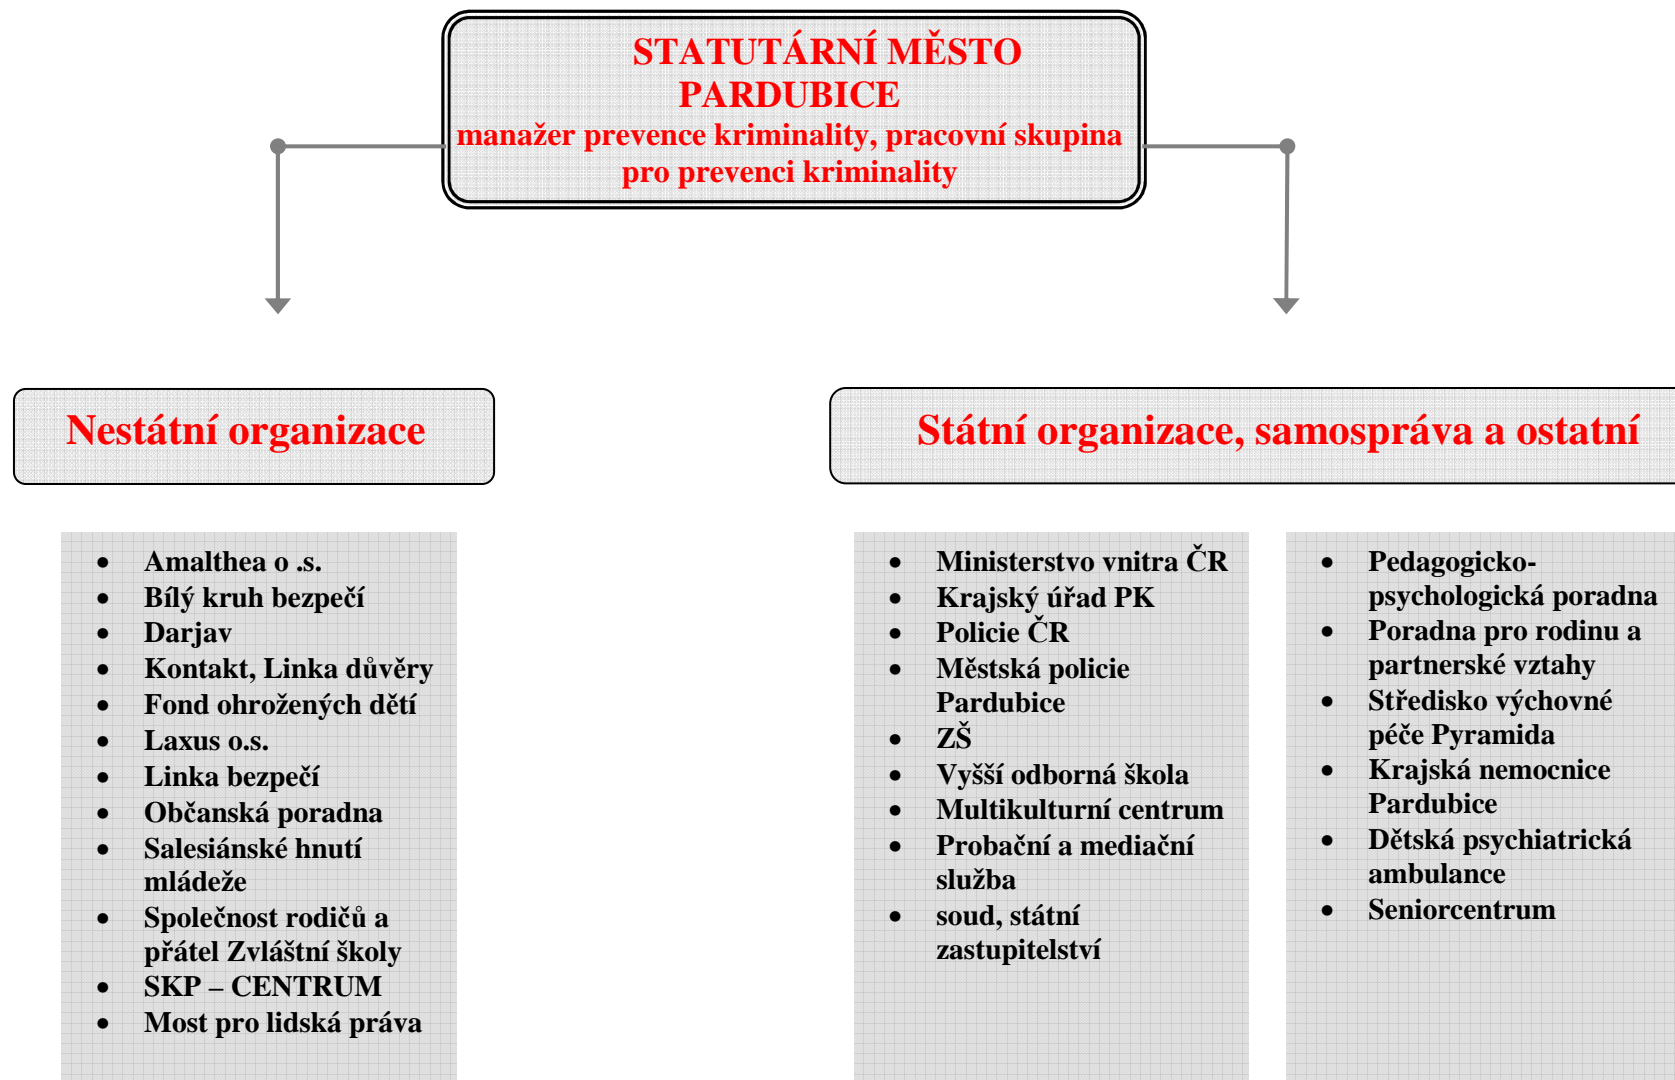 STATUTÁRNÍ MĚSTO
PARDUBICE
manažer prevence kriminality, pracovní skupina
pro prevenci kriminality
Nestátní organizace
Státní organizace, samospráva a ostatní
• Amalthea o .s.
• Bílý kruh bezpečí
• Darjav
• Kontakt, Linka důvěry
• Fond ohrožených dětí
• Laxus o.s.
• Linka bezpečí
• Občanská poradna
• Salesiánské hnutí
mládeže
• Společnost rodičů a
přátel Zvláštní školy
• SKP – CENTRUM
• Most pro lidská práva
• Ministerstvo vnitra ČR
• Krajský úřad PK
• Policie ČR
• Městská policie
Pardubice
• ZŠ
• Vyšší odborná škola
• Multikulturní centrum
• Probační a mediační
služba
• soud, státní
zastupitelství
• Pedagogicko-
psychologická poradna
• Poradna pro rodinu a
partnerské vztahy
• Středisko výchovné
péče Pyramida
• Krajská nemocnice
Pardubice
• Dětská psychiatrická
ambulance
• Seniorcentrum